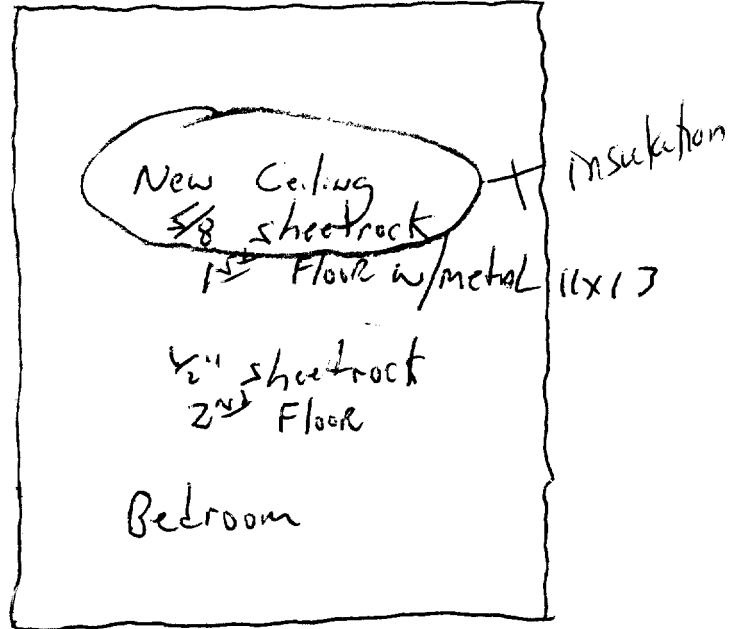 New Ceiling
5/8 sheetrock
1st Floor w/metal 11x13
+ insulation
1/2" sheetrock
2nd Floor
Bedroom